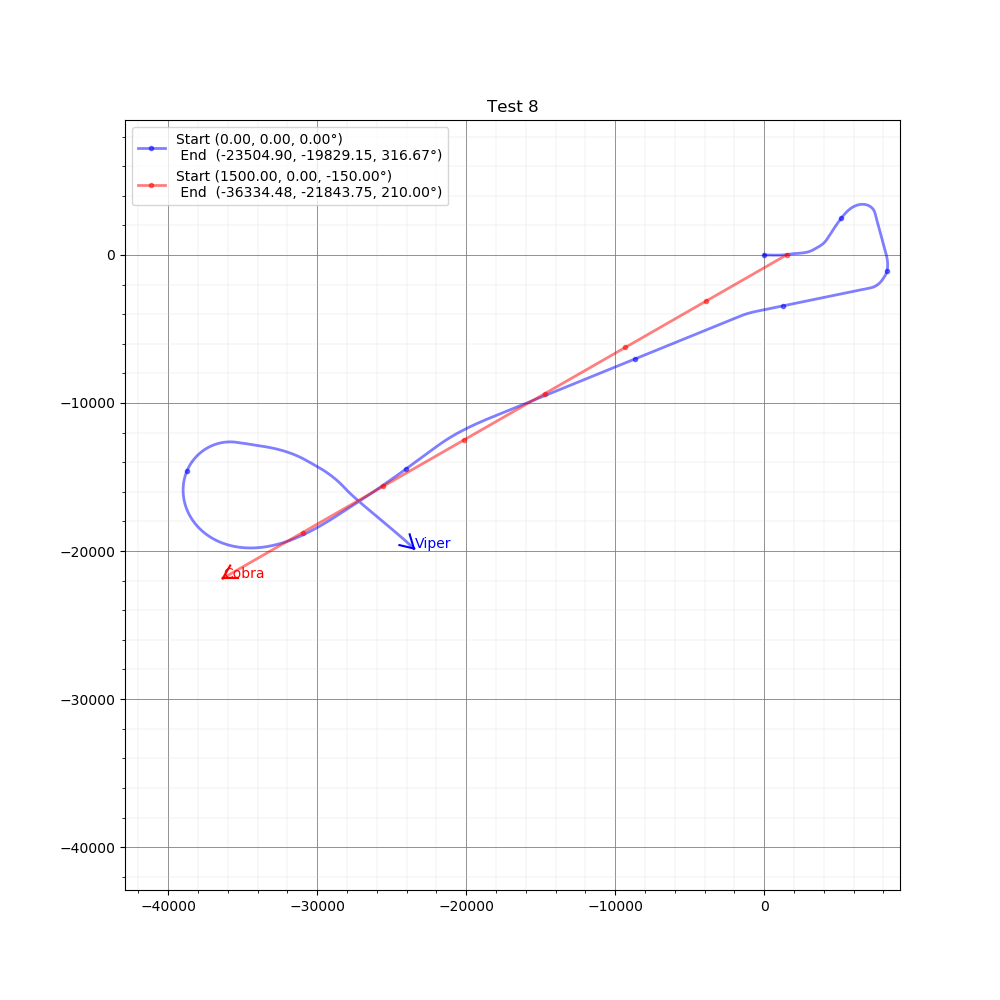 Test 8
Start (0.00, 0.00, 0.00°)
End (-23504.90, -19829.15, 316.67°)
Start (1500.00, 0.00, -150.00°)
End (-36334.48, -21843.75, 210.00°)
0
−10000
−20000
−30000
−40000
Viper
Cobra
−40000 −30000 −20000 −10000 0